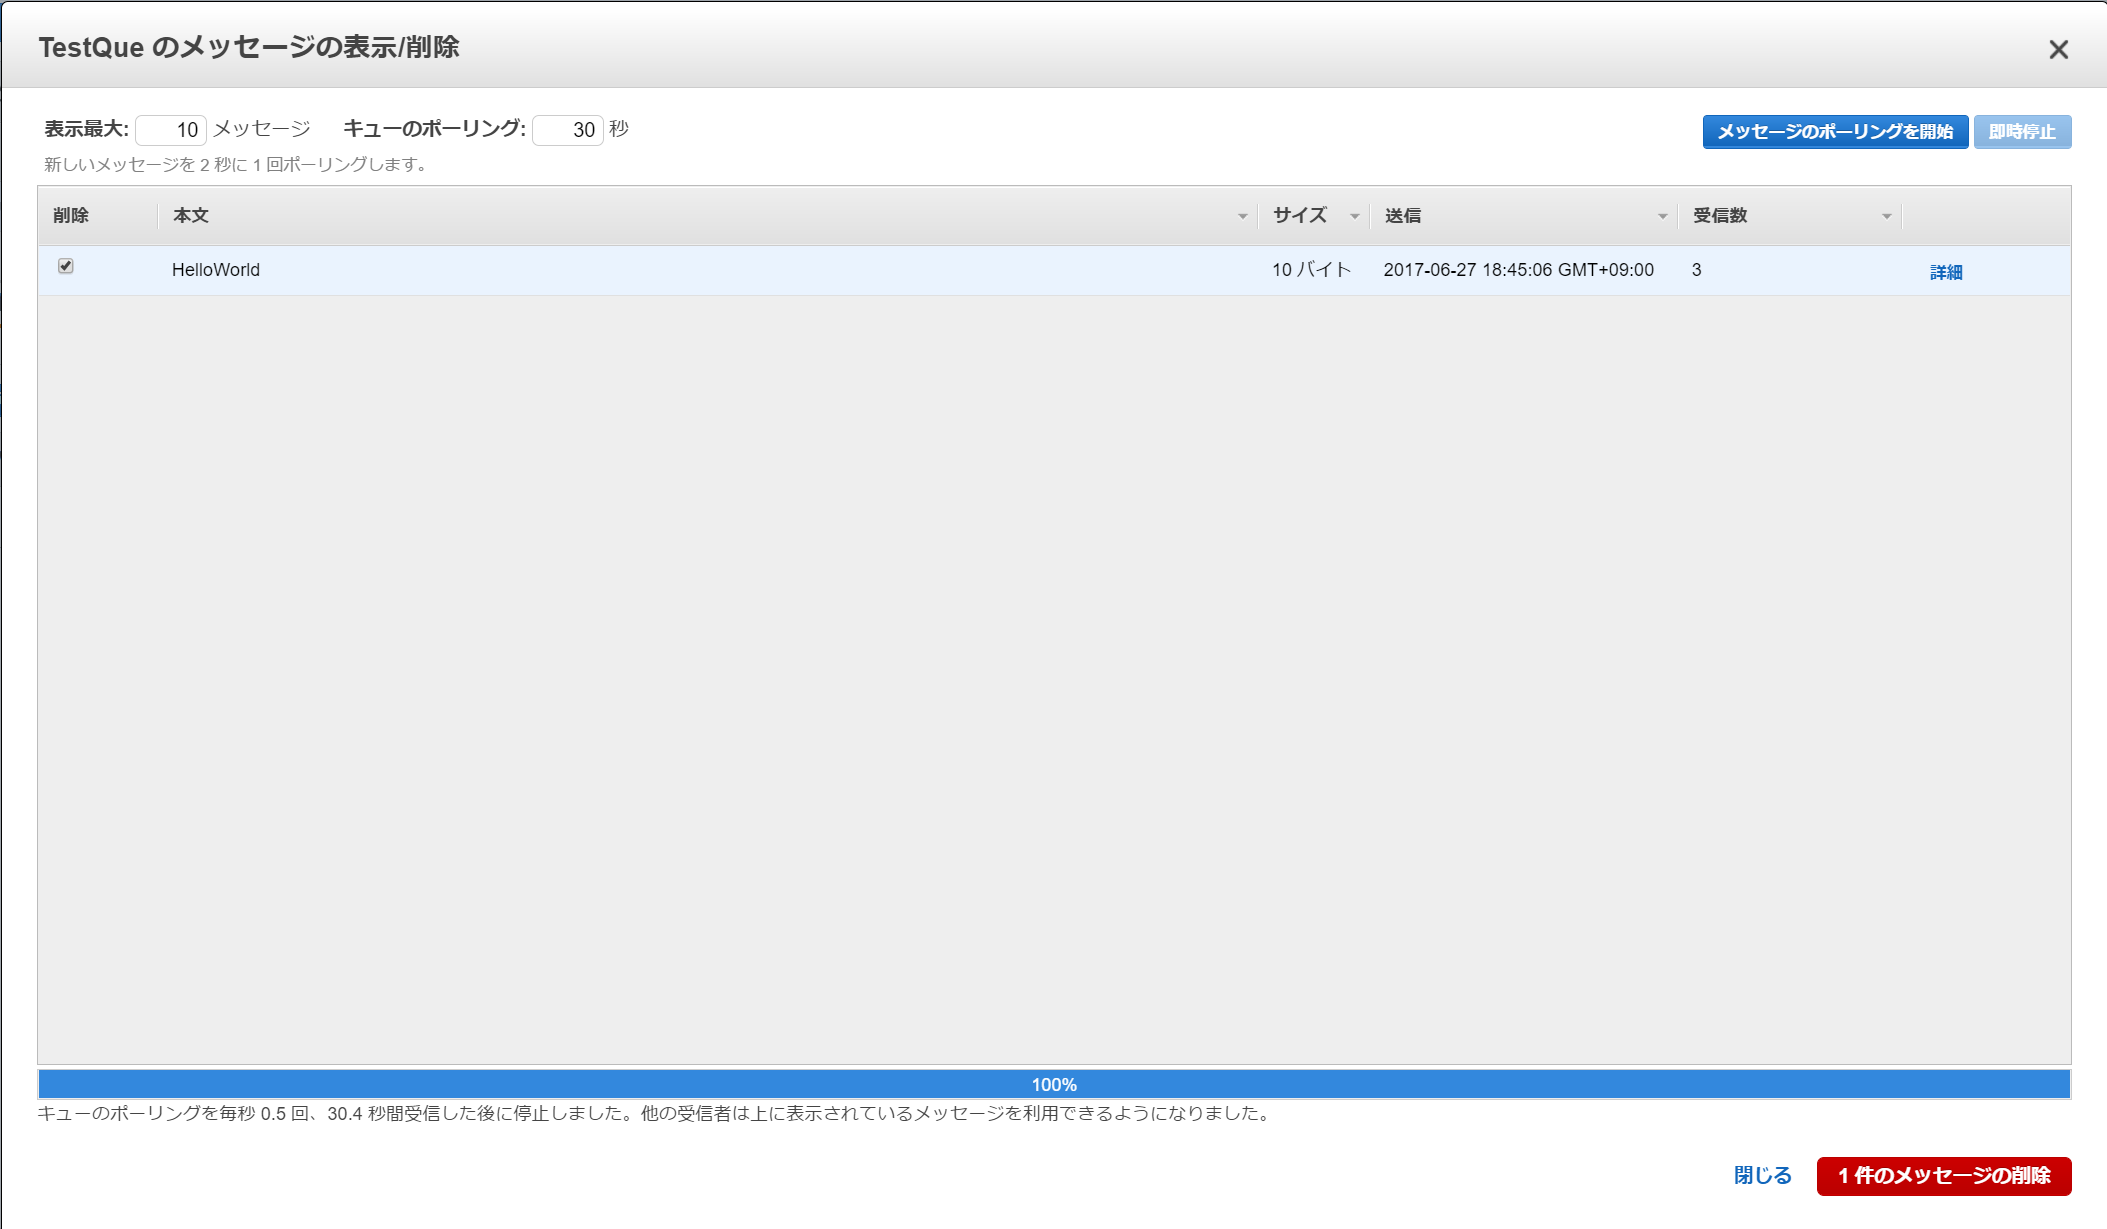 TestQue のメッセージの表示/削除
表示最大: 10 メッセージ キューのポーリング: 30 秒
メッセージのポーリングを開始 即時停止
新しいメッセージを 2 秒に 1 回ポーリングします。
削除 本文 サイズ 送信 受信数
HelloWorld 10 バイト 2017-06-27 18:45:06 GMT+09:00 3 詳細
100%
キューのポーリングを毎秒 0.5 回、30.4 秒間受信した後に停止しました。他の受信者は上に表示されているメッセージを利用できるようになりました。
閉じる 1 件のメッセージの削除